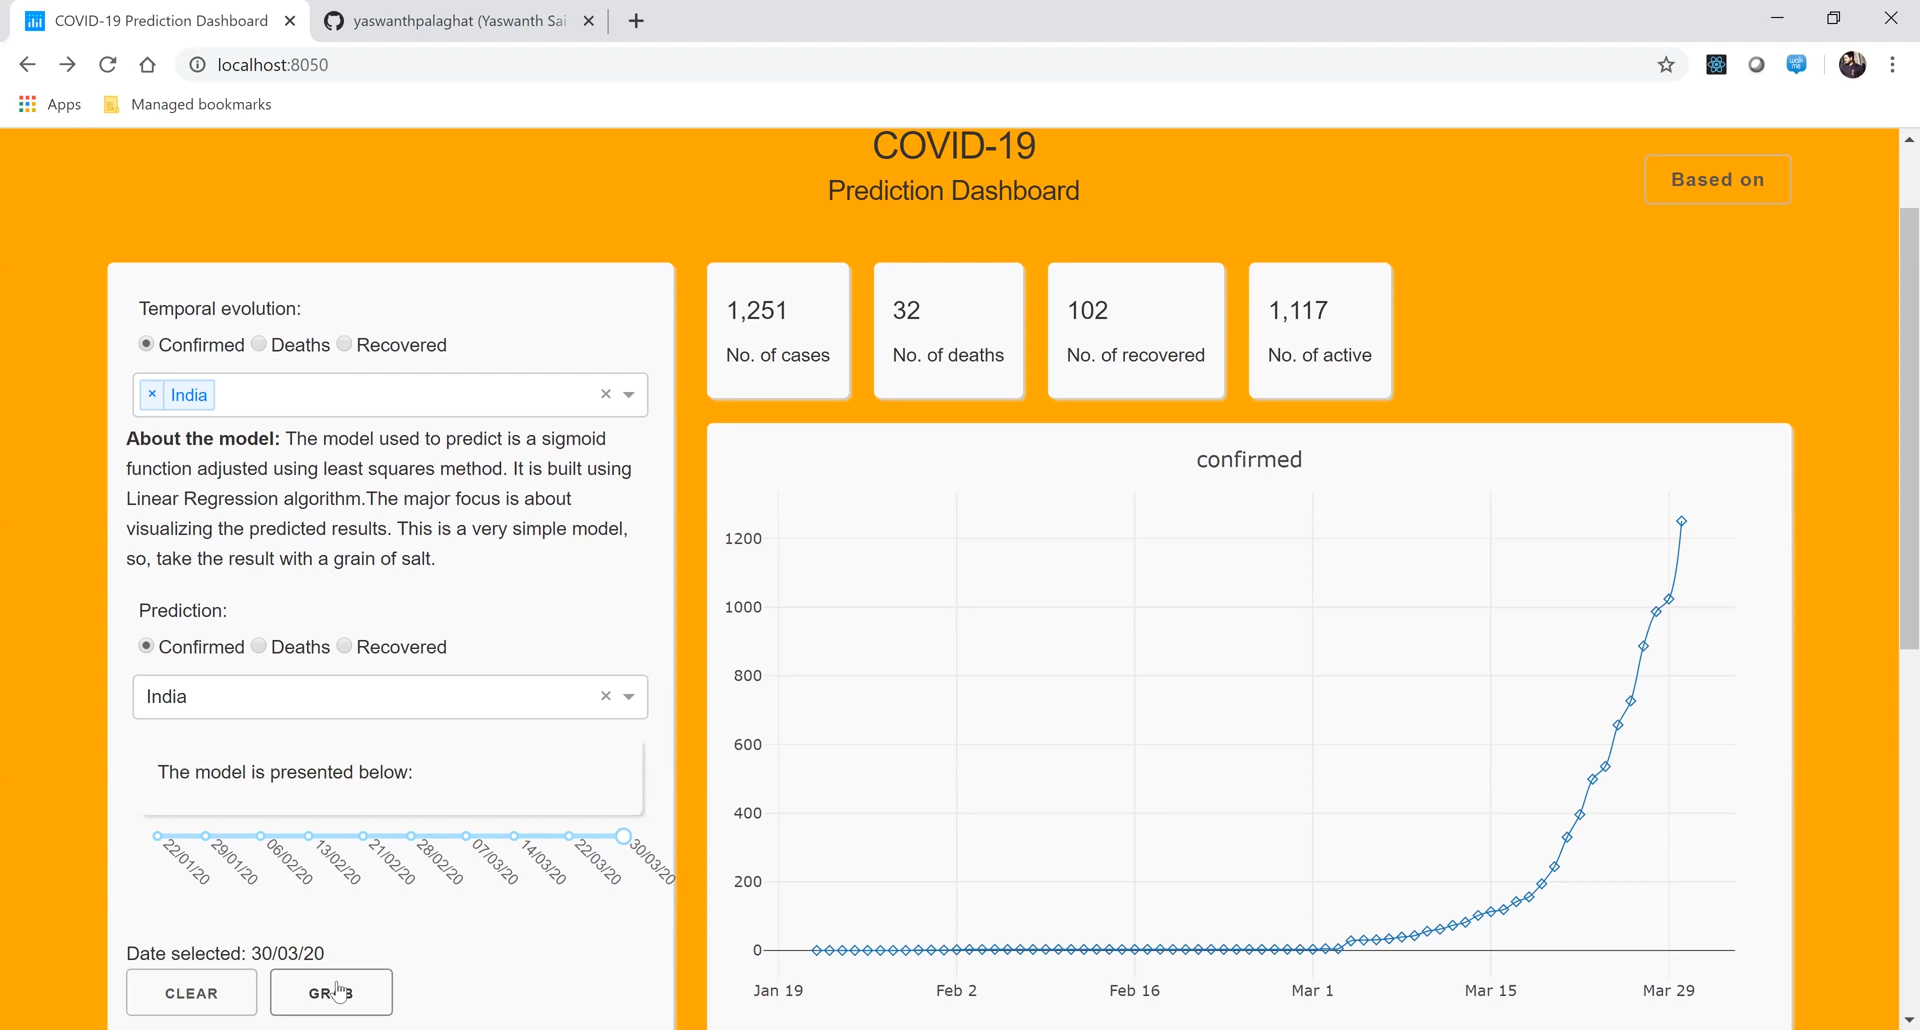 COVID-19 Prediction Dashboard
yaswanthpalaghat (Yaswanth Sai
localhost:8050
Apps
Managed bookmarks
COVID-19
Prediction Dashboard
Based on
Temporal evolution:
Confirmed Deaths Recovered
× India
About the model: The model used to predict is a sigmoid
function adjusted using least squares method. It is built using
Linear Regression algorithm.The major focus is about
visualizing the predicted results. This is a very simple model,
so, take the result with a grain of salt.
Prediction:
Confirmed Deaths Recovered
India
The model is presented below:
22/01/20
29/01/20
06/02/20
13/02/20
21/02/20
28/02/20
07/03/20
14/03/20
22/03/20
30/03/20
Date selected: 30/03/20
CLEAR
1,251
No. of cases
32
No. of deaths
102
No. of recovered
1,117
No. of active
confirmed
1200
1000
800
600
400
200
0
Jan 19
Feb 2
Feb 16
Mar 1
Mar 15
Mar 29